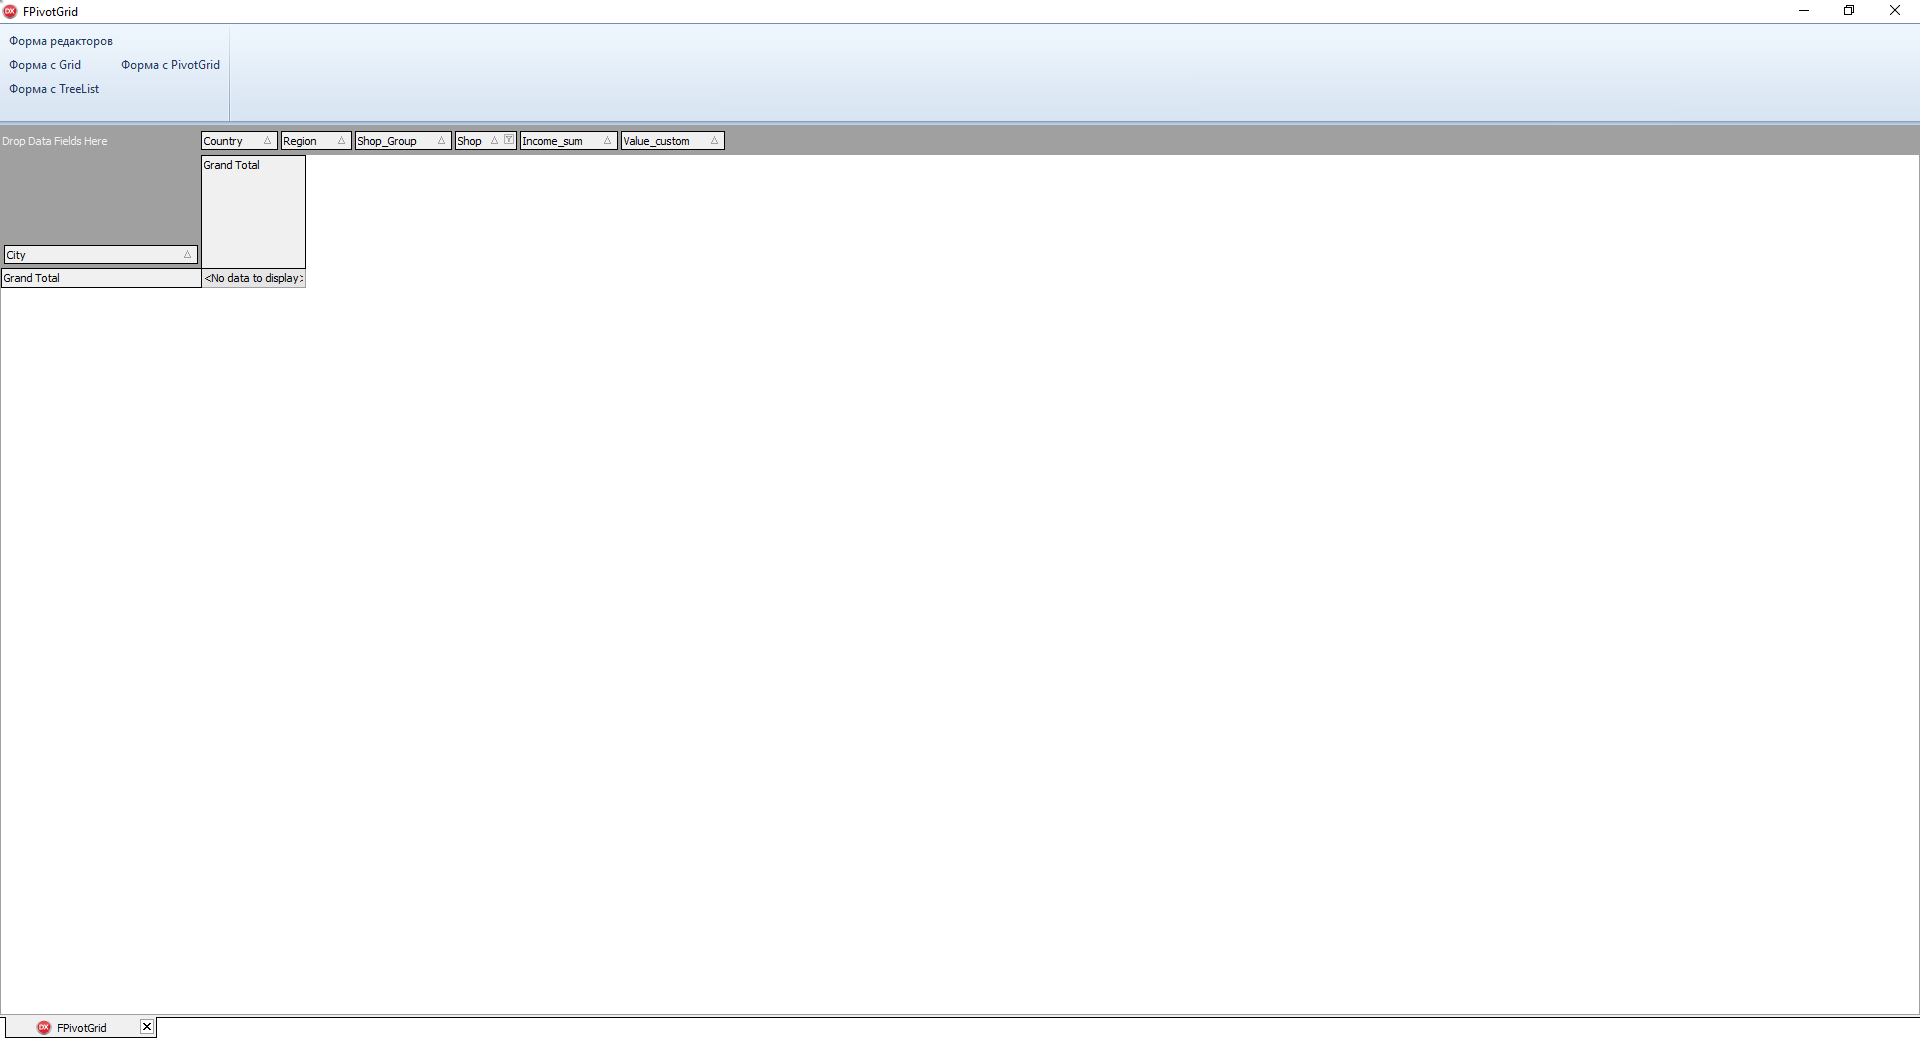 FPivotGrid
Форма редакторов
Форма с Grid Форма с PivotGrid
Форма с TreeList
Drop Data Fields Here Country Region Shop_Group Shop Income_sum Value_custom
Grand Total
City
Grand Total <No data to display>
FPivotGrid